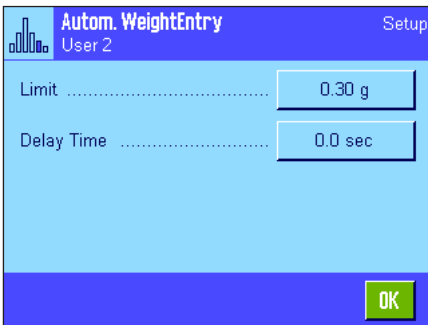 Autom. WeightEntry Setup
User 2
Limit .................................... 0.30 g
Delay Time .......................... 0.0 sec
OK